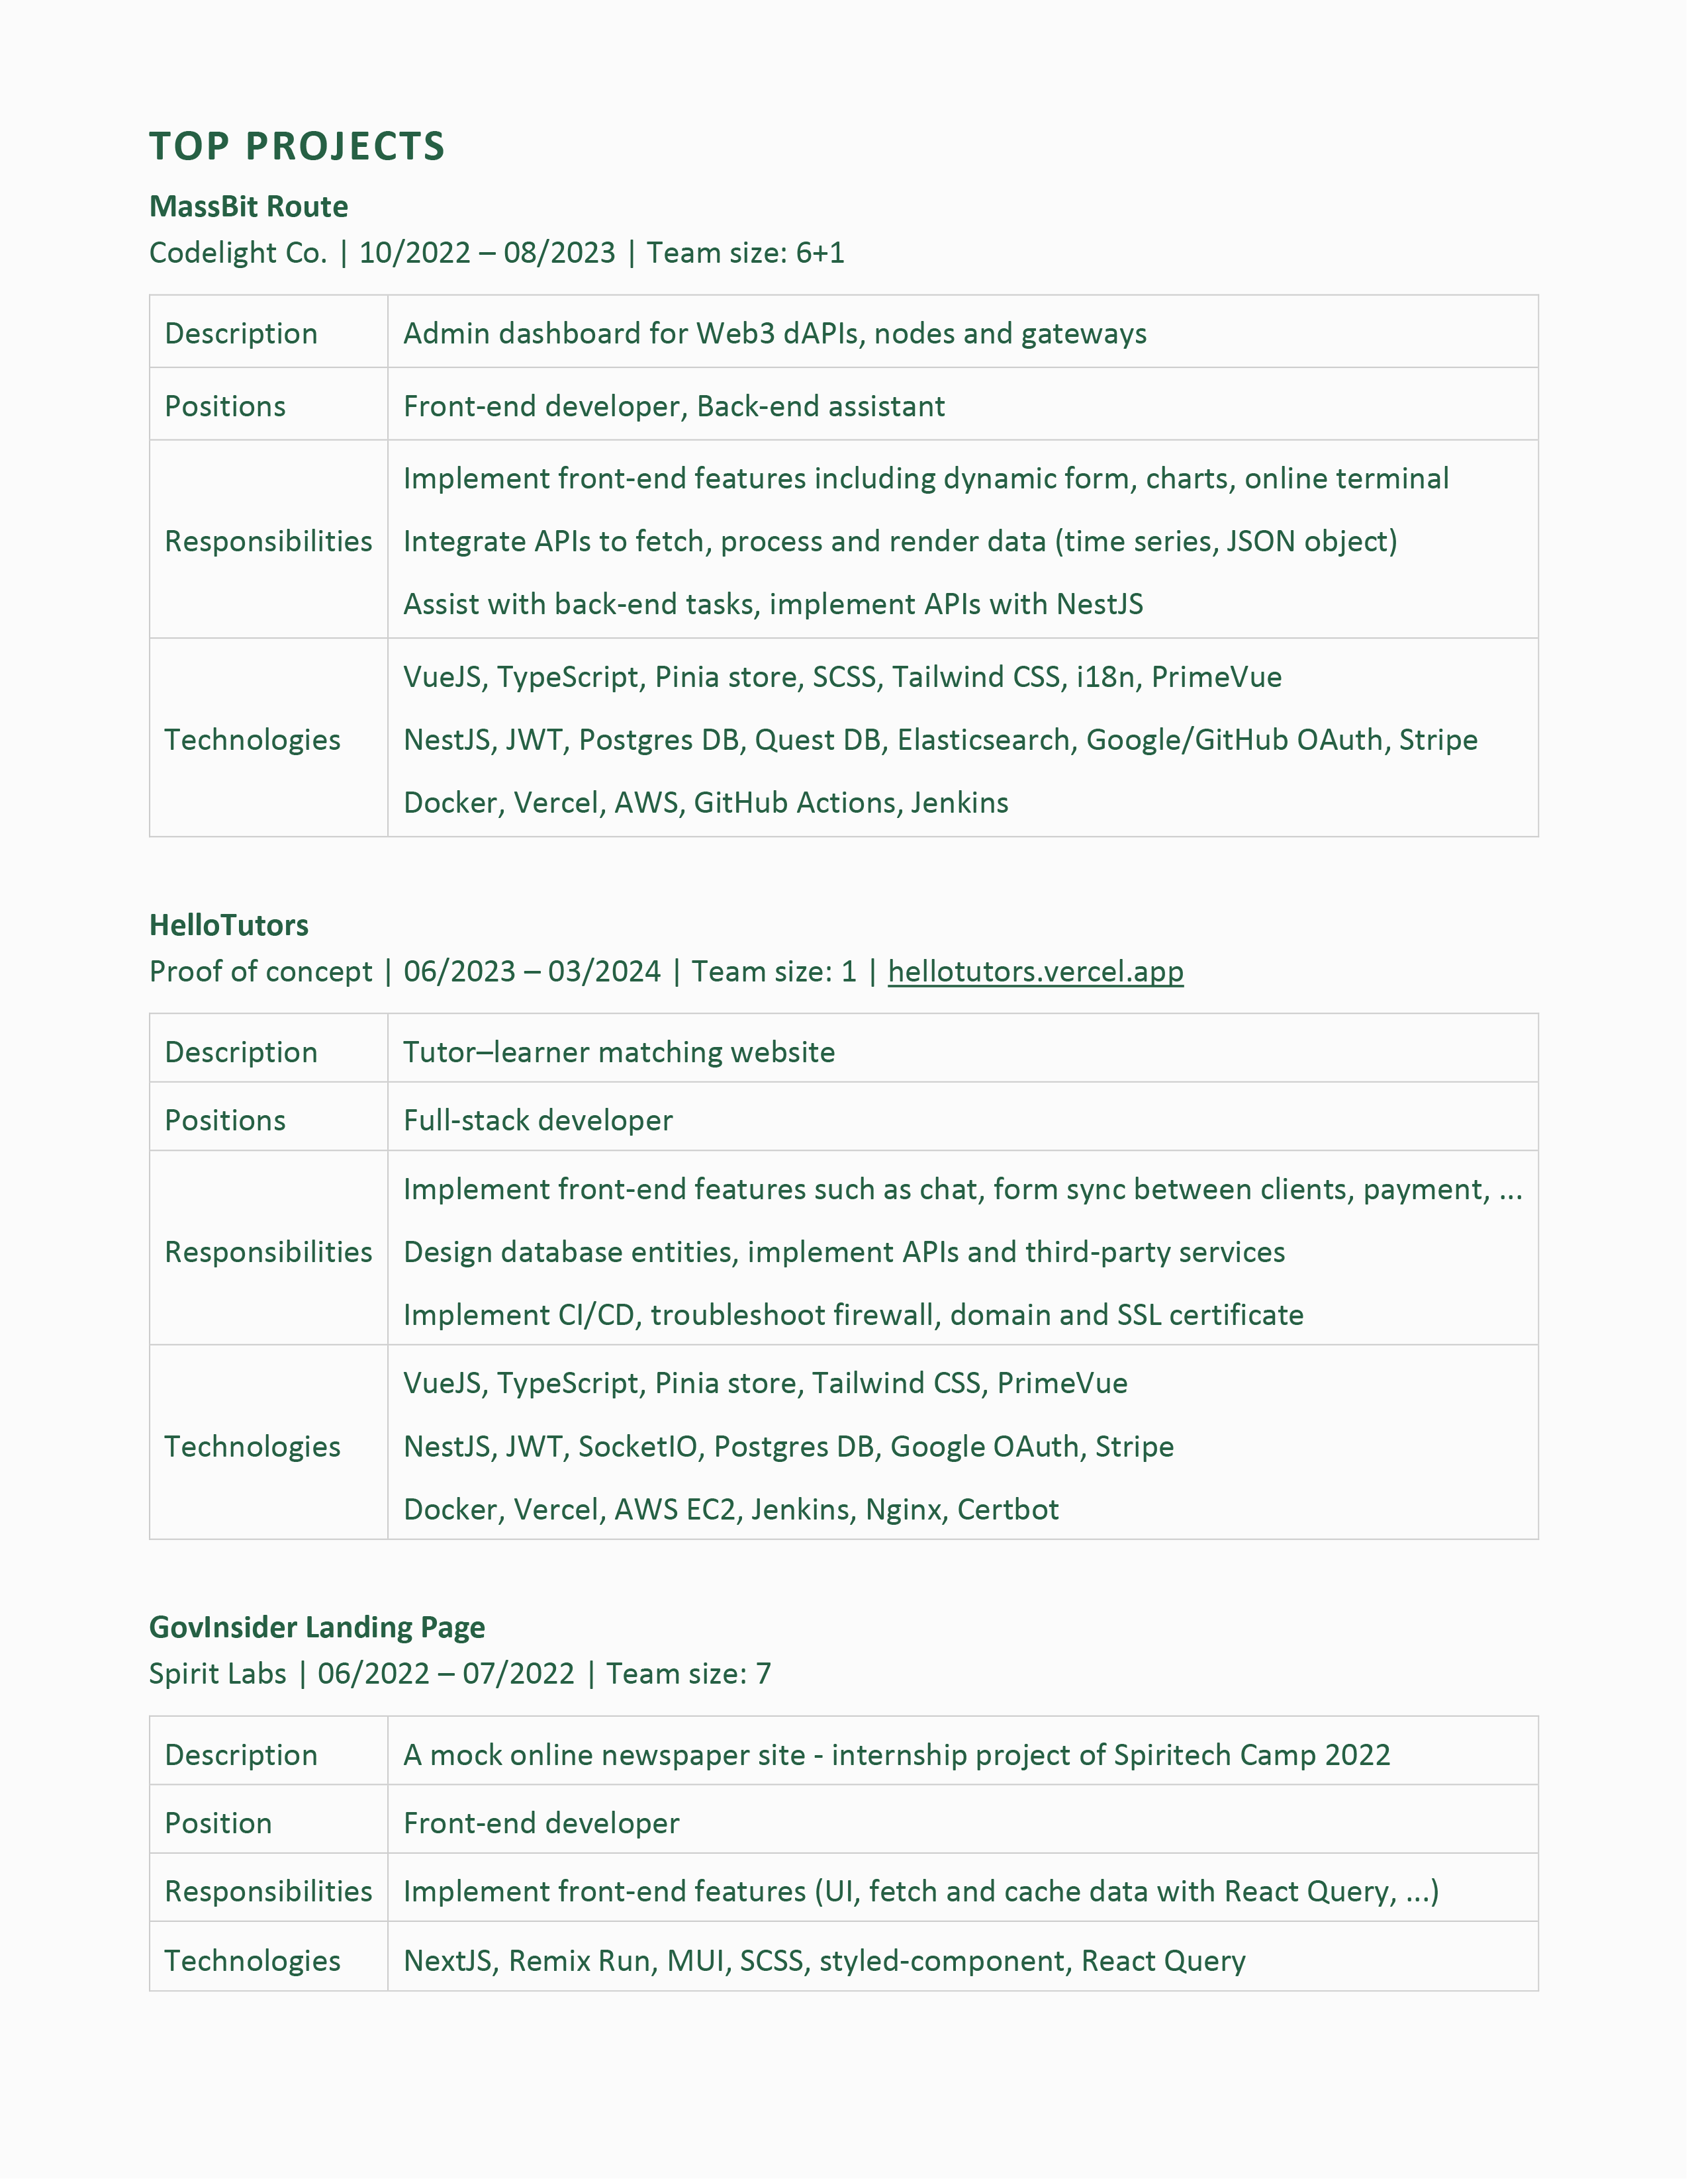 TOP PROJECTS
MassBit Route
Codelight Co. | 10/2022 – 08/2023 | Team size: 6+1
Description
Admin dashboard for Web3 dAPIs, nodes and gateways
Positions
Front-end developer, Back-end assistant
Responsibilities
Implement front-end features including dynamic form, charts, online terminal
Integrate APIs to fetch, process and render data (time series, JSON object)
Assist with back-end tasks, implement APIs with NestJS
Technologies
VueJS, TypeScript, Pinia store, SCSS, Tailwind CSS, i18n, PrimeVue
NestJS, JWT, Postgres DB, Quest DB, Elasticsearch, Google/GitHub OAuth, Stripe
Docker, Vercel, AWS, GitHub Actions, Jenkins
HelloTutors
Proof of concept | 06/2023 – 03/2024 | Team size: 1 | hellotutors.vercel.app
Description
Tutor–learner matching website
Positions
Full-stack developer
Responsibilities
Implement front-end features such as chat, form sync between clients, payment, ...
Design database entities, implement APIs and third-party services
Implement CI/CD, troubleshoot firewall, domain and SSL certificate
Technologies
VueJS, TypeScript, Pinia store, Tailwind CSS, PrimeVue
NestJS, JWT, SocketIO, Postgres DB, Google OAuth, Stripe
Docker, Vercel, AWS EC2, Jenkins, Nginx, Certbot
GovInsider Landing Page
Spirit Labs | 06/2022 – 07/2022 | Team size: 7
Description
A mock online newspaper site - internship project of Spiritech Camp 2022
Position
Front-end developer
Responsibilities
Implement front-end features (UI, fetch and cache data with React Query, ...)
Technologies
NextJS, Remix Run, MUI, SCSS, styled-component, React Query